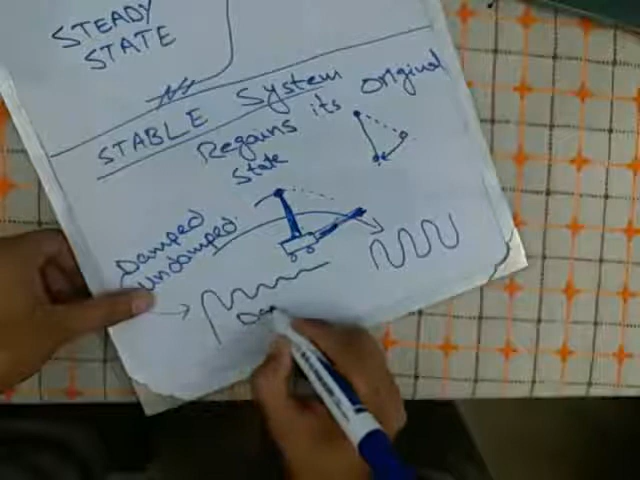 STEADY
STATE
STABLE System
Regains its original
state
Damped
undamped.